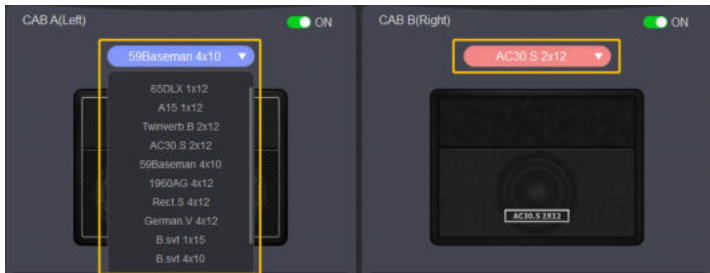 CAB A(Left)
ON
59Baseman 4x10
65DLX 1x12
A15 1x12
Twinverb.B 2x12
AC30.S 2x12
59Baseman 4x10
1960AG 4x12
Rect.S 4x12
German.V 4x12
B.svt 1x15
B.svt 4x10
CAB B(Right)
ON
AC30.S 2x12
AC30.S 2X12